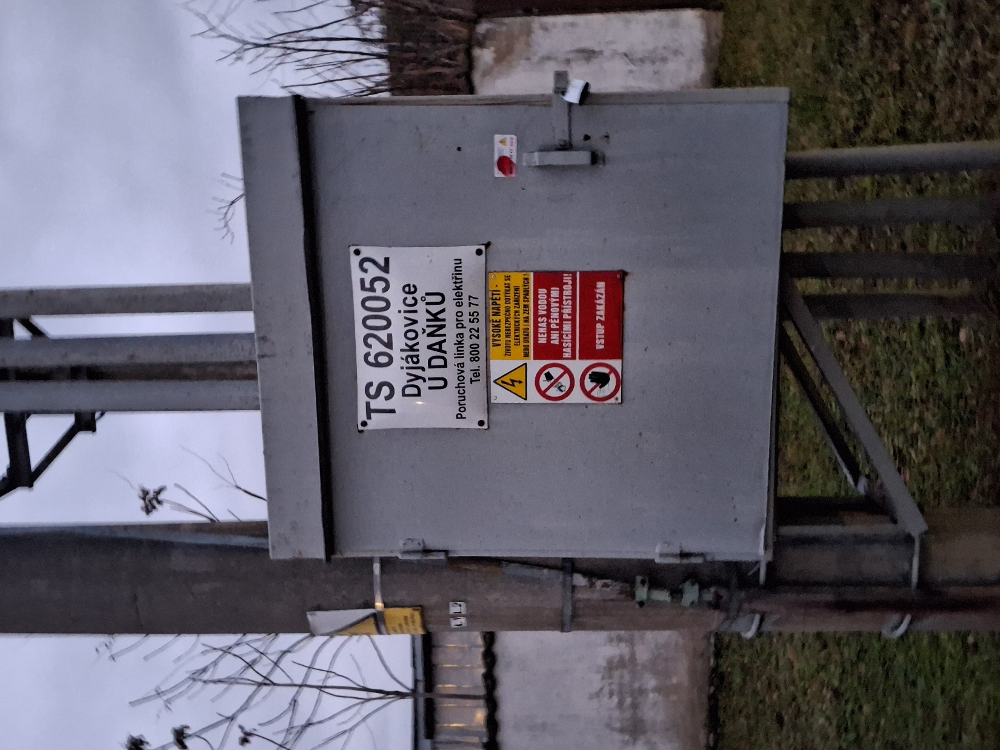 TS 620052
Dyjákovice
U DAŇKŮ
Poruchová linka pro elektřinu
Tel. 800 22 55 77
VYSOKÉ NAPĚTÍ -
ŽIVOTU NEBEZPEČNO DOTÝKAT SE
ELEKTRICKÝCH ZAŘÍZENÍ
NEBO DRÁTŮ I NA ZEM SPADLÝCH !
NEHAS VODOU
ANI PĚNOVÝMI
HASICÍMI PŘÍSTROJI!
VSTUP ZAKÁZÁN
L1 L2